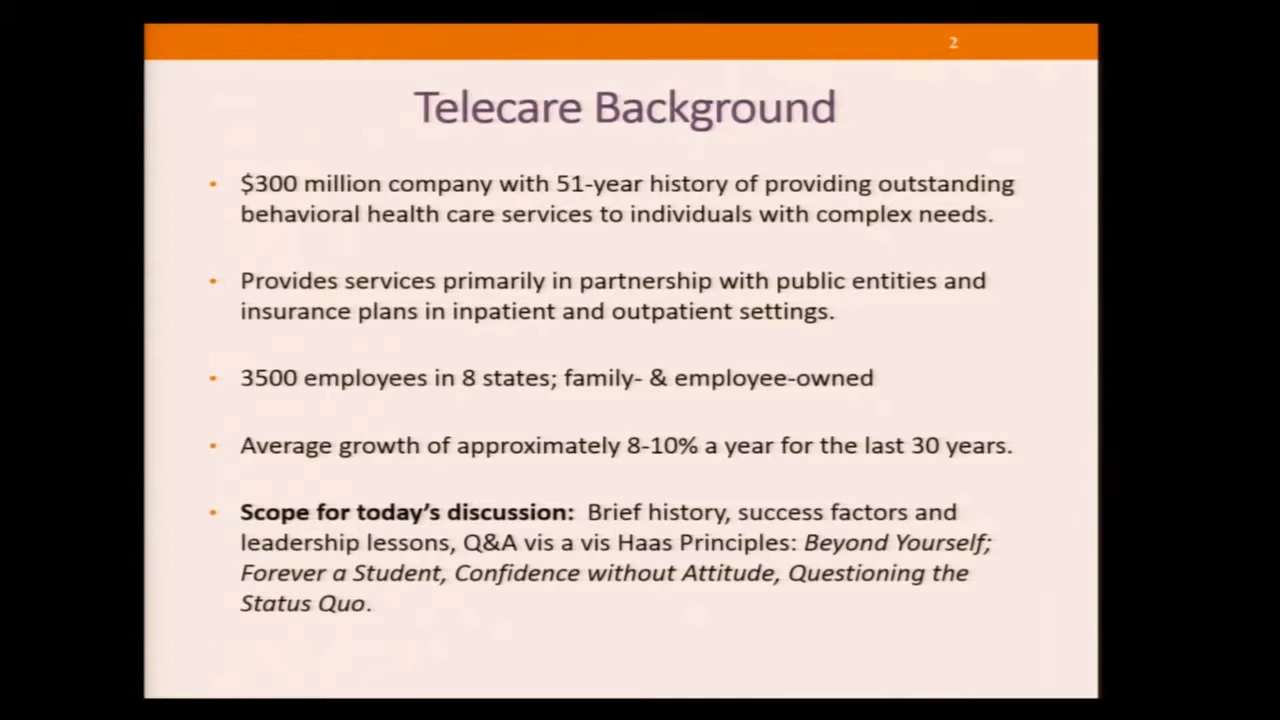 2
Telecare Background
• $300 million company with 51-year history of providing outstanding
behavioral health care services to individuals with complex needs.
• Provides services primarily in partnership with public entities and
insurance plans in inpatient and outpatient settings.
• 3500 employees in 8 states; family- & employee-owned
• Average growth of approximately 8-10% a year for the last 30 years.
• Scope for today's discussion: Brief history, success factors and
leadership lessons, Q&A vis a vis Haas Principles: Beyond Yourself;
Forever a Student, Confidence without Attitude, Questioning the
Status Quo.